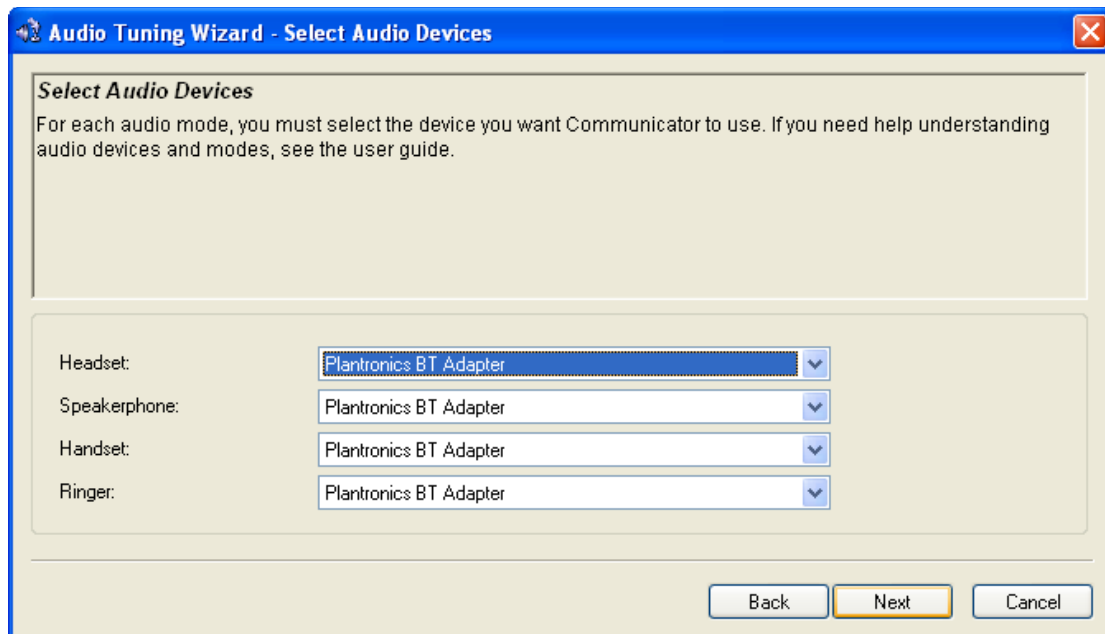 Audio Tuning Wizard - Select Audio Devices
Select Audio Devices
For each audio mode, you must select the device you want Communicator to use. If you need help understanding
audio devices and modes, see the user guide.
Headset: Plantronics BT Adapter
Speakerphone: Plantronics BT Adapter
Handset: Plantronics BT Adapter
Ringer: Plantronics BT Adapter
Back Next Cancel